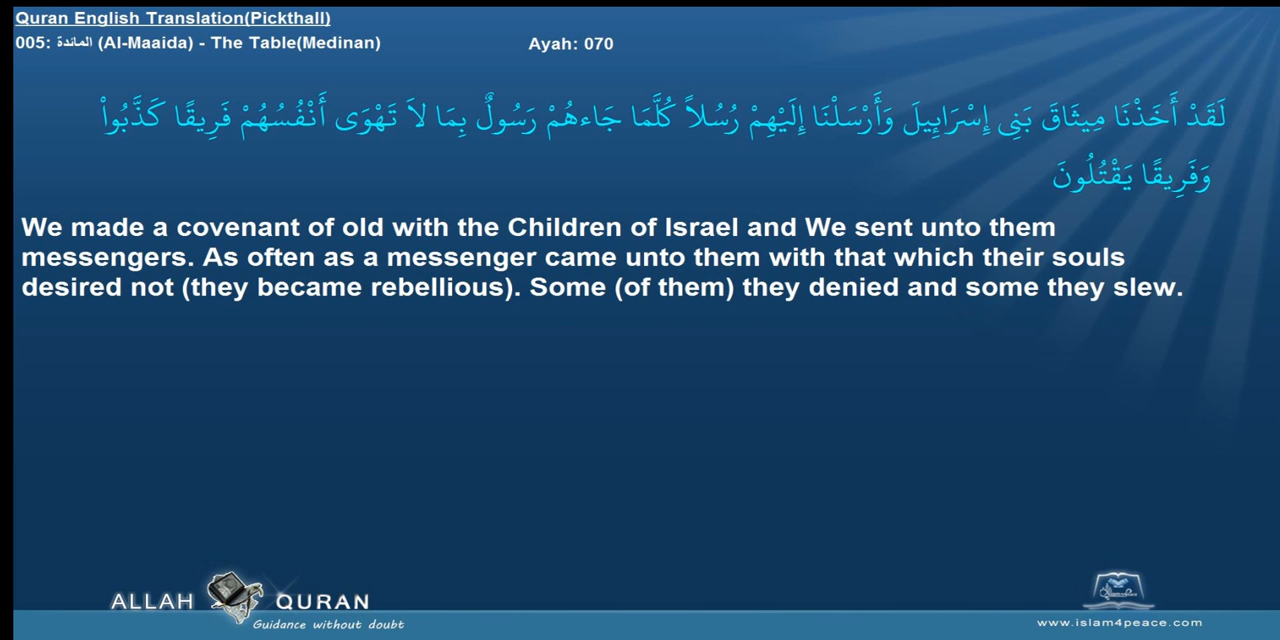 Quran English Translation(Pickthall)
005: المائدة (Al-Maaida) - The Table(Medinan)
Ayah: 070
لَقَدْ أَخَذْنَا مِيثَاقَ بَنِى إِسْرَايِيلَ وَأَرْسَلْنَا إِلَيْهِمْ رُسُلاً كُلَّمَا جَاءهُمْ رَسُولٌ بِمَا لاَ تَهْوَى أَنْفُسُهُمْ فَرِيقًا كَذَّبُواْ
وَفَرِيقًا يَقْتُلُونَ
We made a covenant of old with the Children of Israel and We sent unto them
messengers. As often as a messenger came unto them with that which their souls
desired not (they became rebellious). Some (of them) they denied and some they slew.
ALLAH QURAN
Guidance without doubt
www.islam4peace.com